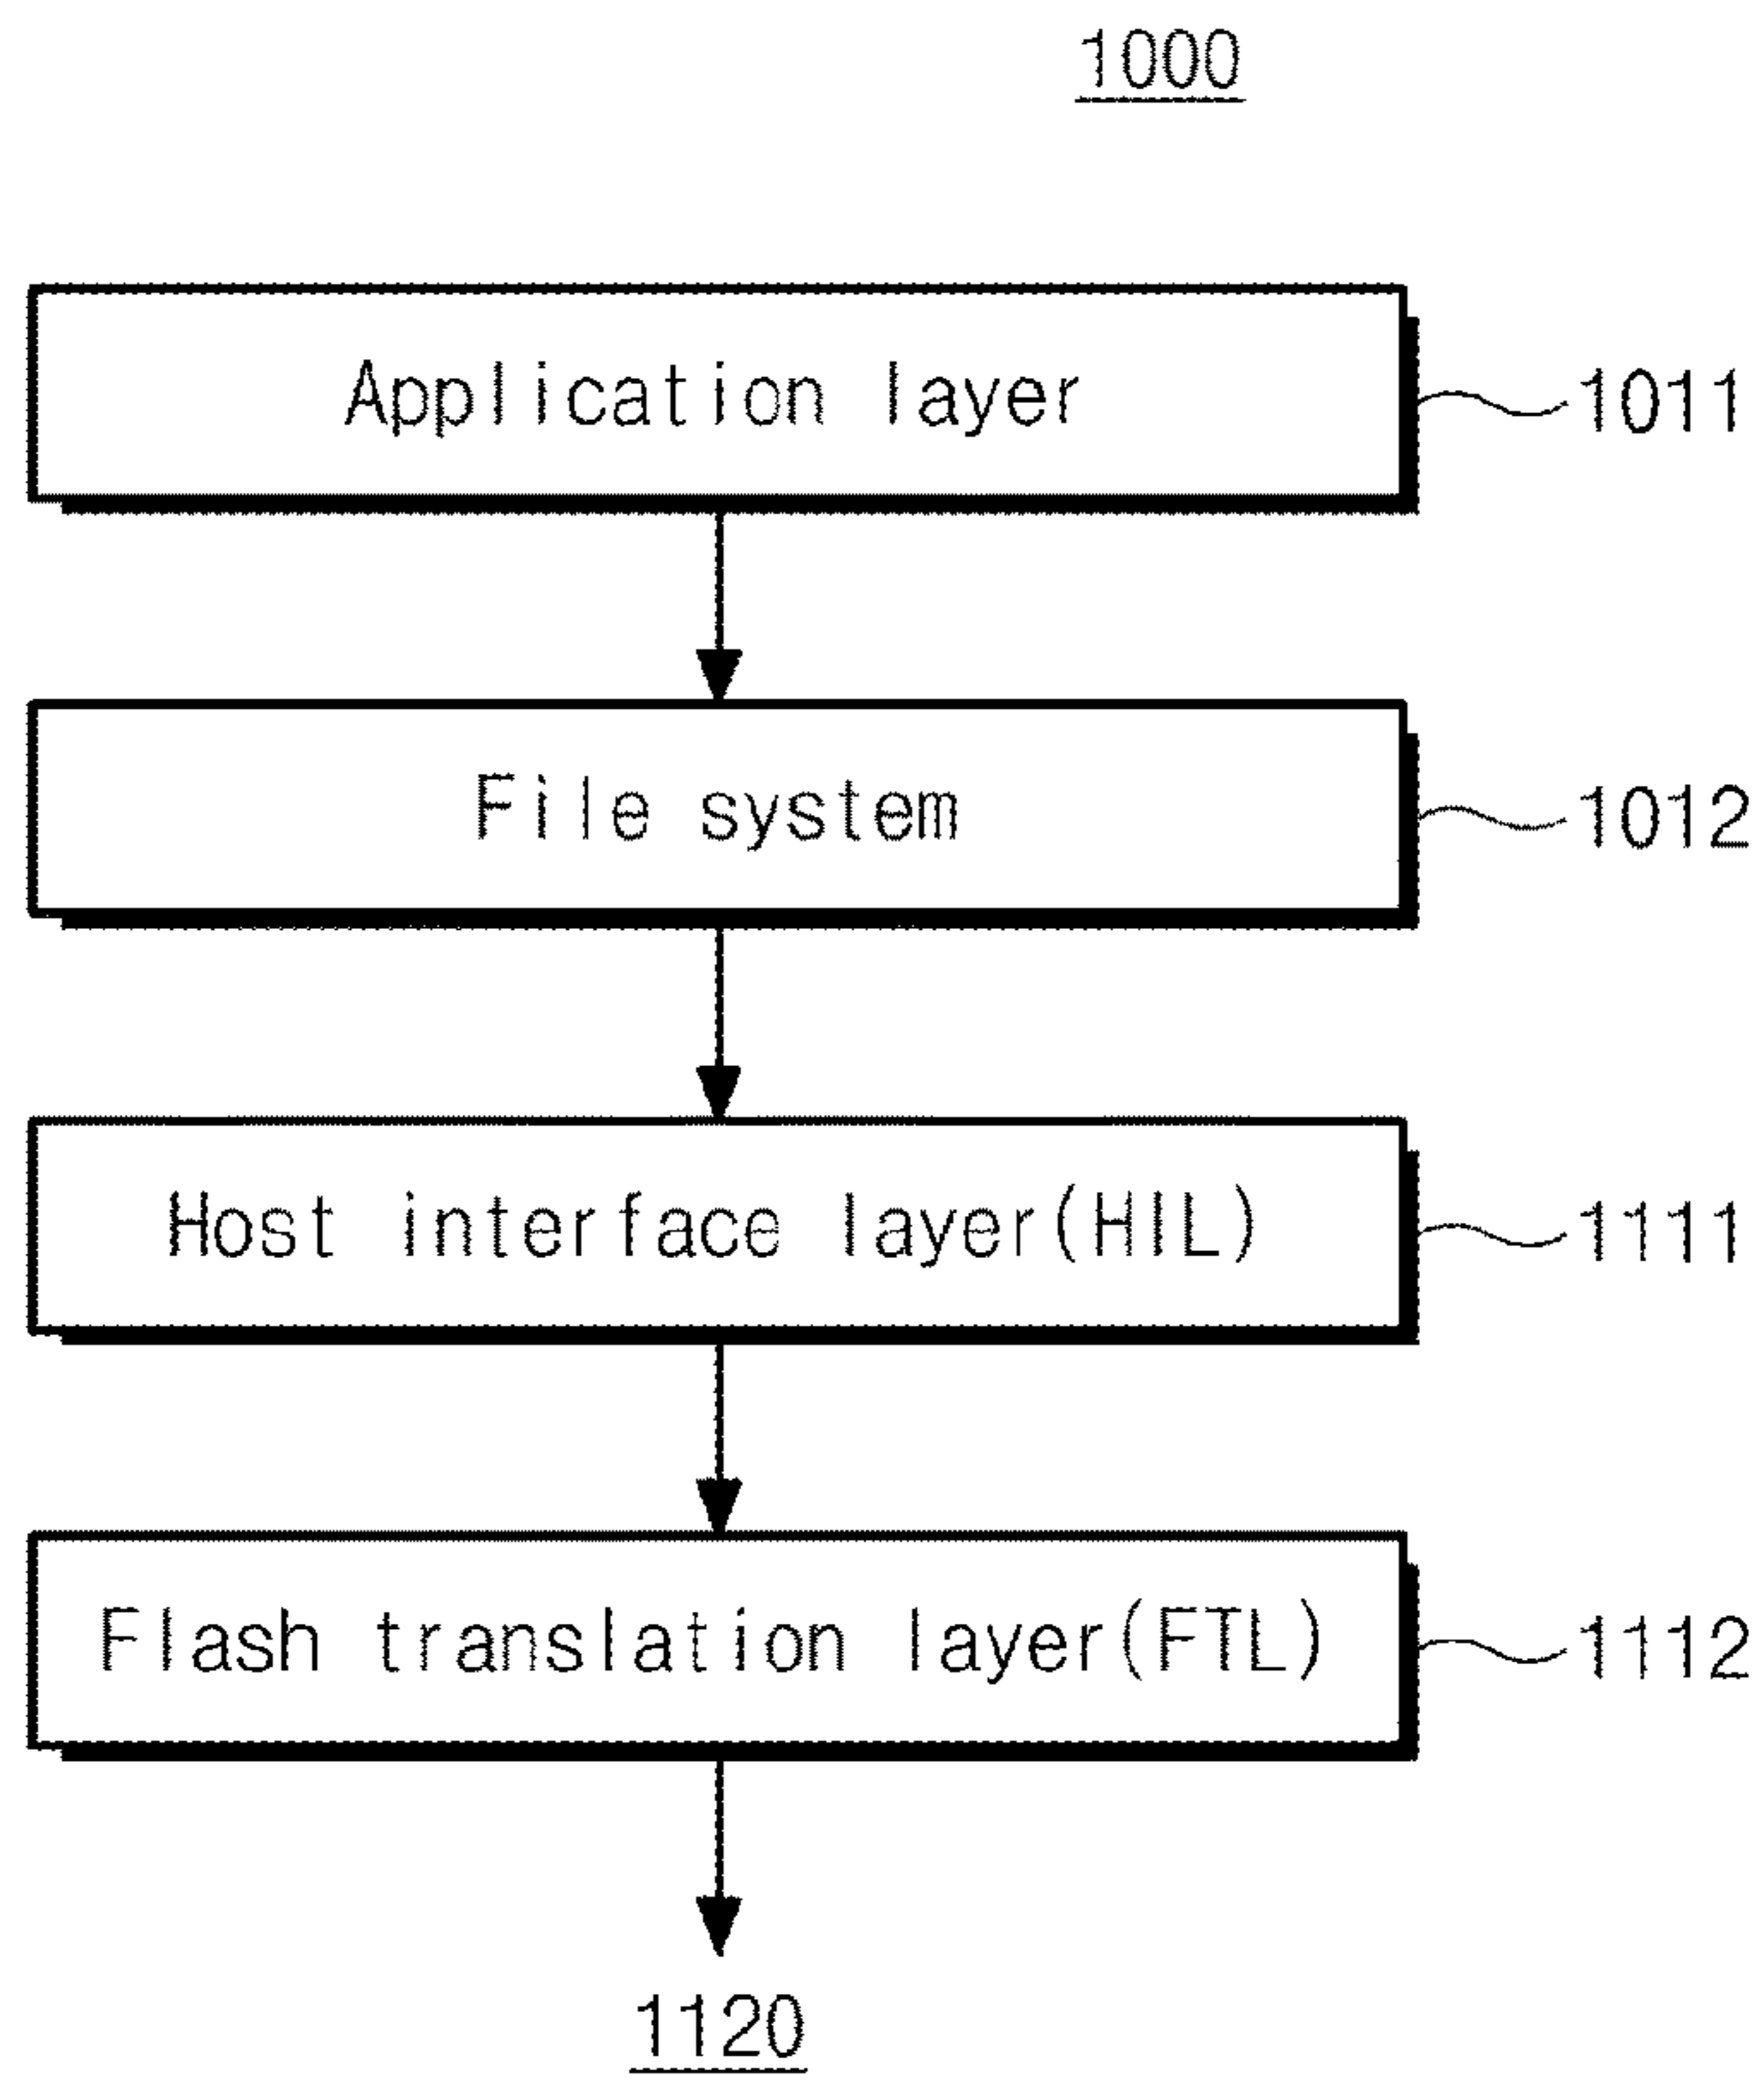 1000
Application layer
1011
File system
1012
Host interface layer(HIL)
1111
Flash translation layer(FTL)
1112
1120